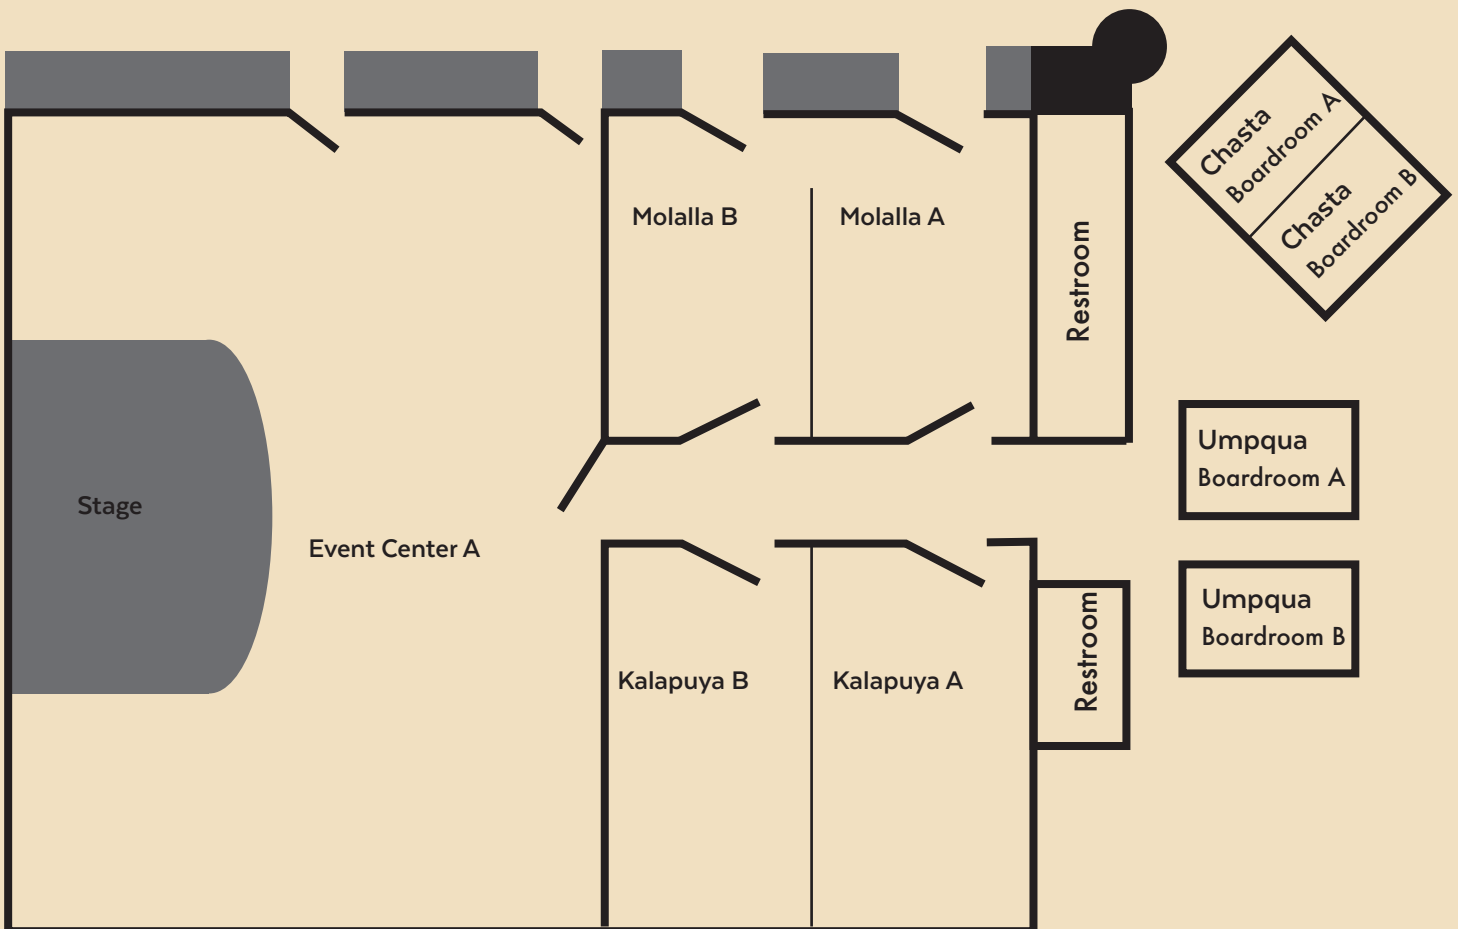 Chasta
Boardroom A
Chasta
Boardroom B
Molalla B
Molalla A
Restroom
Umpqua
Boardroom A
Stage
Event Center A
Umpqua
Boardroom B
Restroom
Kalapuya B
Kalapuya A